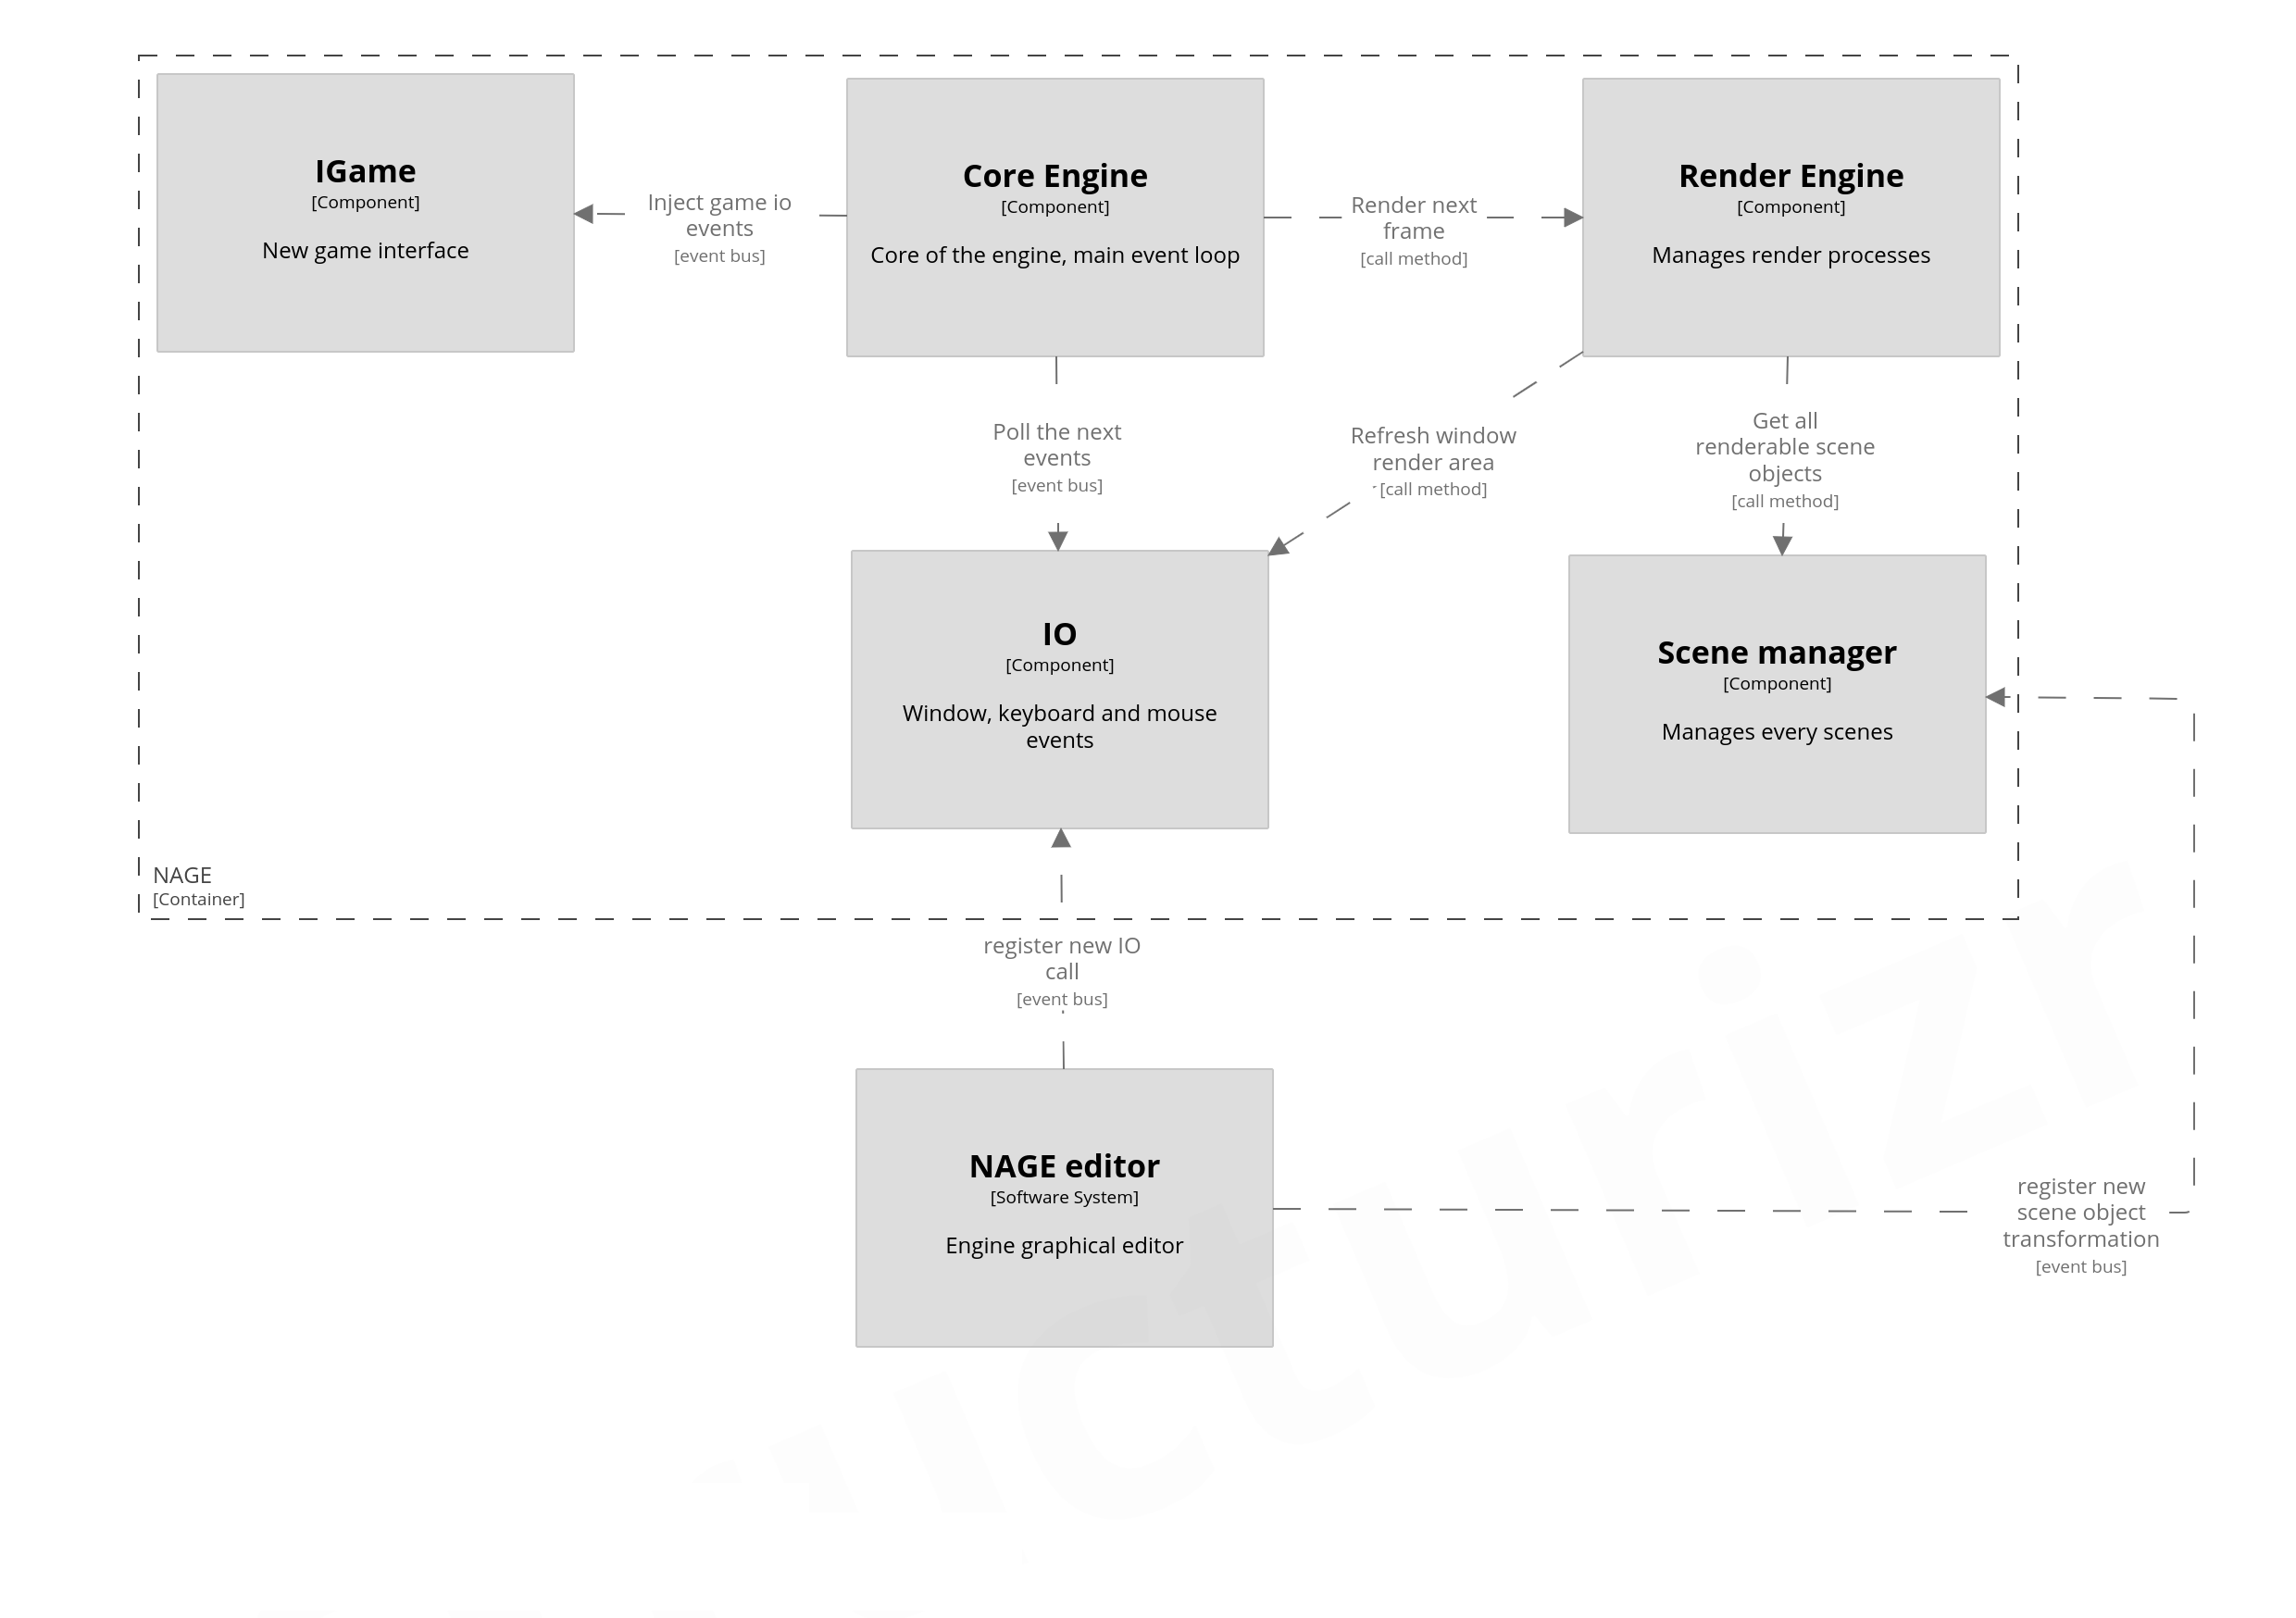 IGame
[Component]
New game interface
Inject game io
events
[event bus]
Core Engine
[Component]
Core of the engine, main event loop
Render next
frame
[call method]
Render Engine
[Component]
Manages render processes
Poll the next
events
[event bus]
Refresh window
render area
[call method]
Get all
renderable scene
objects
[call method]
IO
[Component]
Window, keyboard and mouse
events
Scene manager
[Component]
Manages every scenes
NAGE
[Container]
register new IO
call
[event bus]
NAGE editor
[Software System]
Engine graphical editor
register new
scene object
transformation
[event bus]
ucturizr